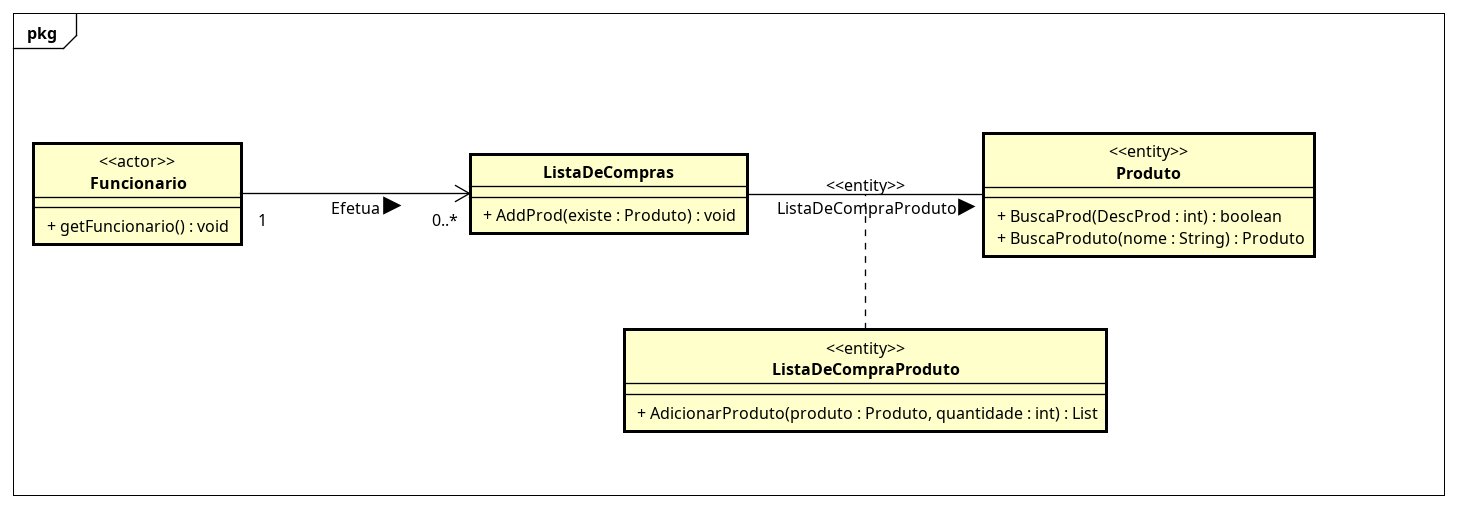 pkg
<<actor>>
Funcionario
+ getFuncionario() : void
1
Efetua
0..*
ListaDeCompras
+ AddProd(existe : Produto) : void
<<entity>>
ListaDeCompraProduto
<<entity>>
Produto
+ BuscaProd(DescProd : int) : boolean
+ BuscaProduto(nome : String) : Produto
<<entity>>
ListaDeCompraProduto
+ AdicionarProduto(produto : Produto, quantidade : int) : List